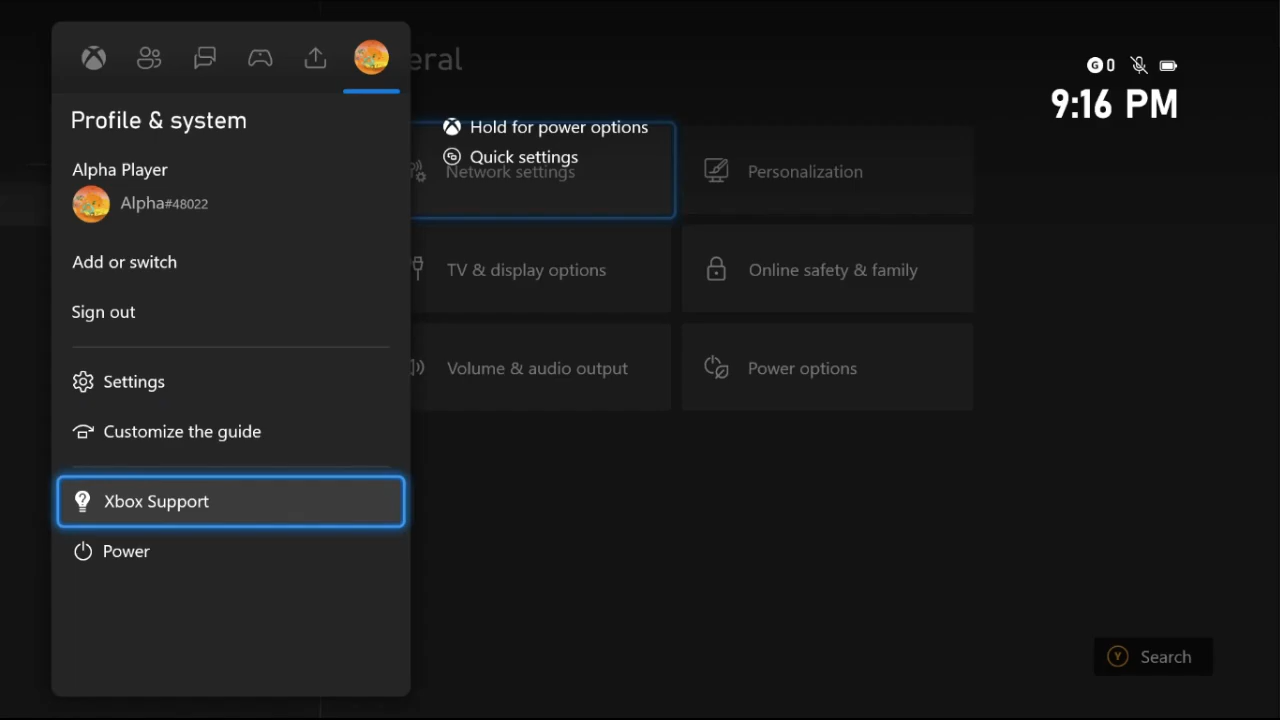 eral
G 0
9:16 PM
Profile & system
Hold for power options
Quick settings
Alpha Player
Alpha#48022
Add or switch
Sign out
Settings
Customize the guide
Xbox Support
Power
Network settings
Personalization
TV & display options
Online safety & family
Volume & audio output
Power options
Y Search